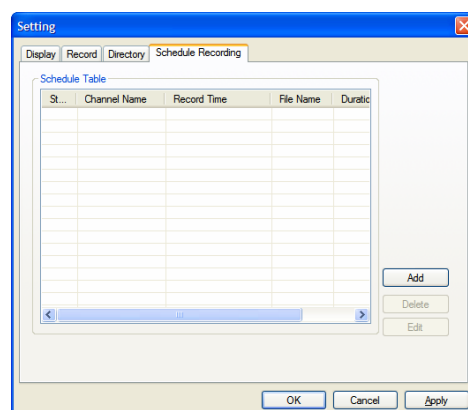 Setting
Display Record Directory Schedule Recording
Schedule Table
St... Channel Name Record Time File Name Duratic
Add
Delete
Edit
OK Cancel Apply